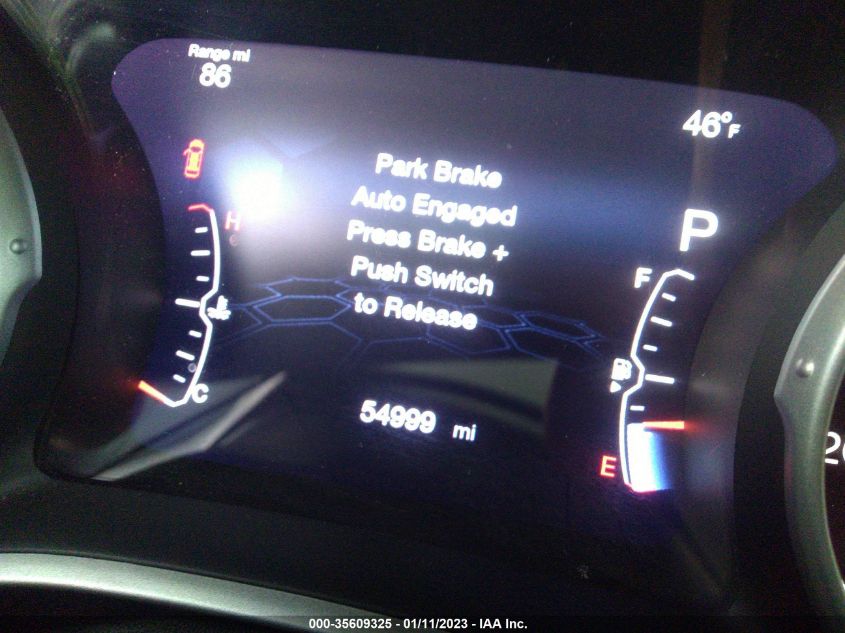 Range mi
86
46°F
Park Brake
Auto Engaged
Press Brake +
Push Switch
to Release
P
H
F
C
E
54999 mi
000-35609325 - 01/11/2023 - IAA Inc.